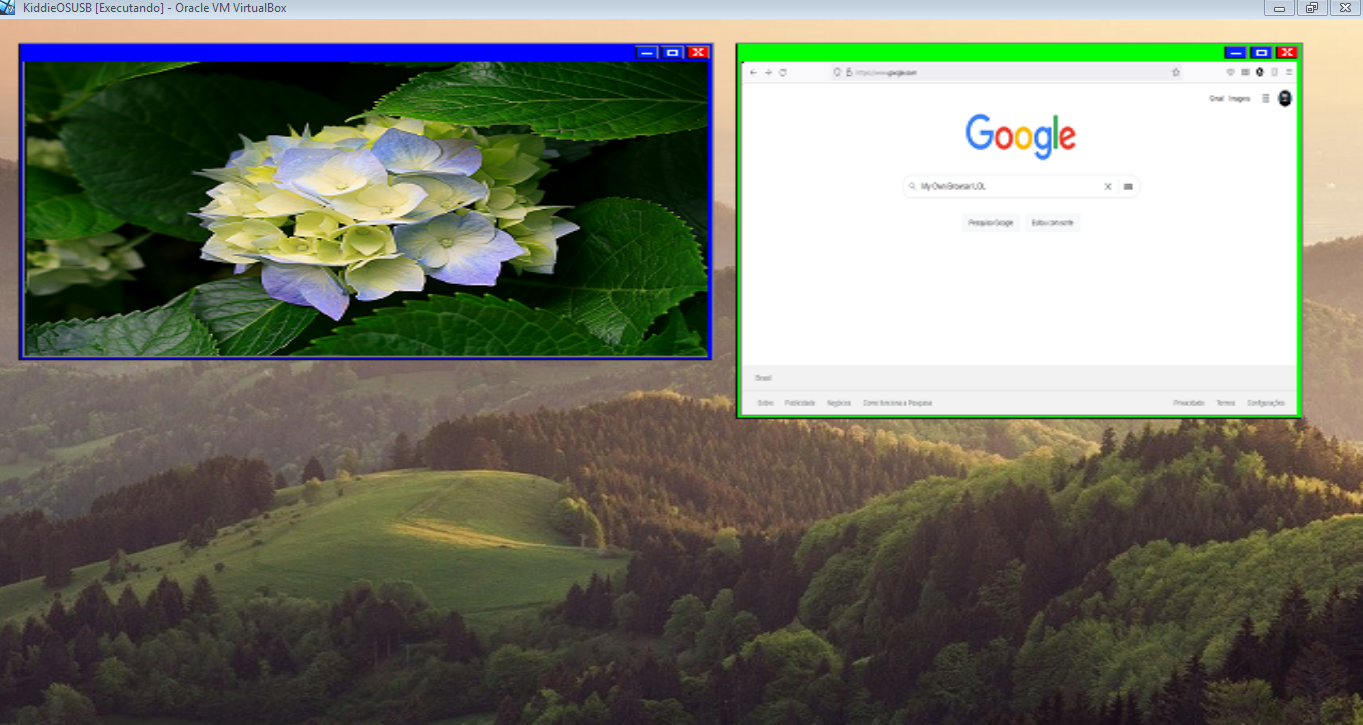 KiddieOSUSB [Executando] - Oracle VM VirtualBox
https://www.google.com
Gmail Imagens
Google
My Own Browser LOL
Pesquisa Google Estou com sorte
Brasil
Sobre Publicidade Negócios Como funciona a Pesquisa Privacidade Termos Configurações